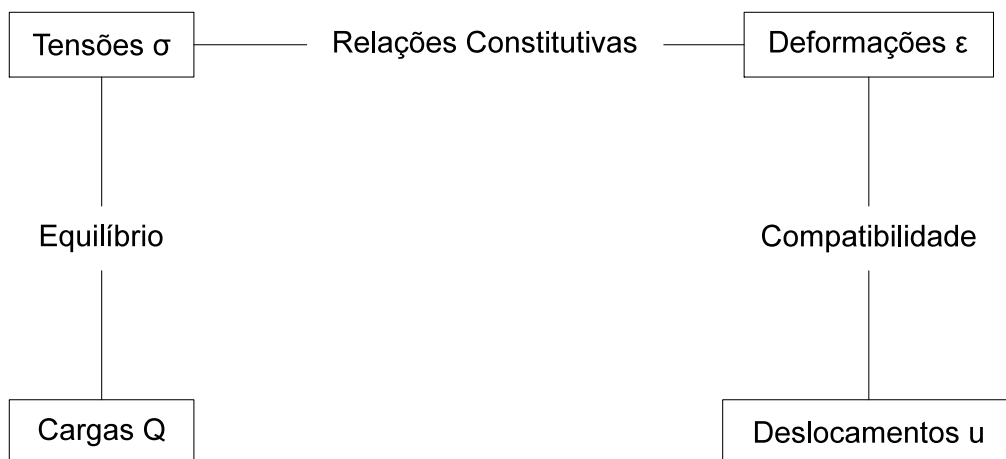 Tensões σ
Relações Constitutivas
Deformações ε
Equilíbrio
Compatibilidade
Cargas Q
Deslocamentos u